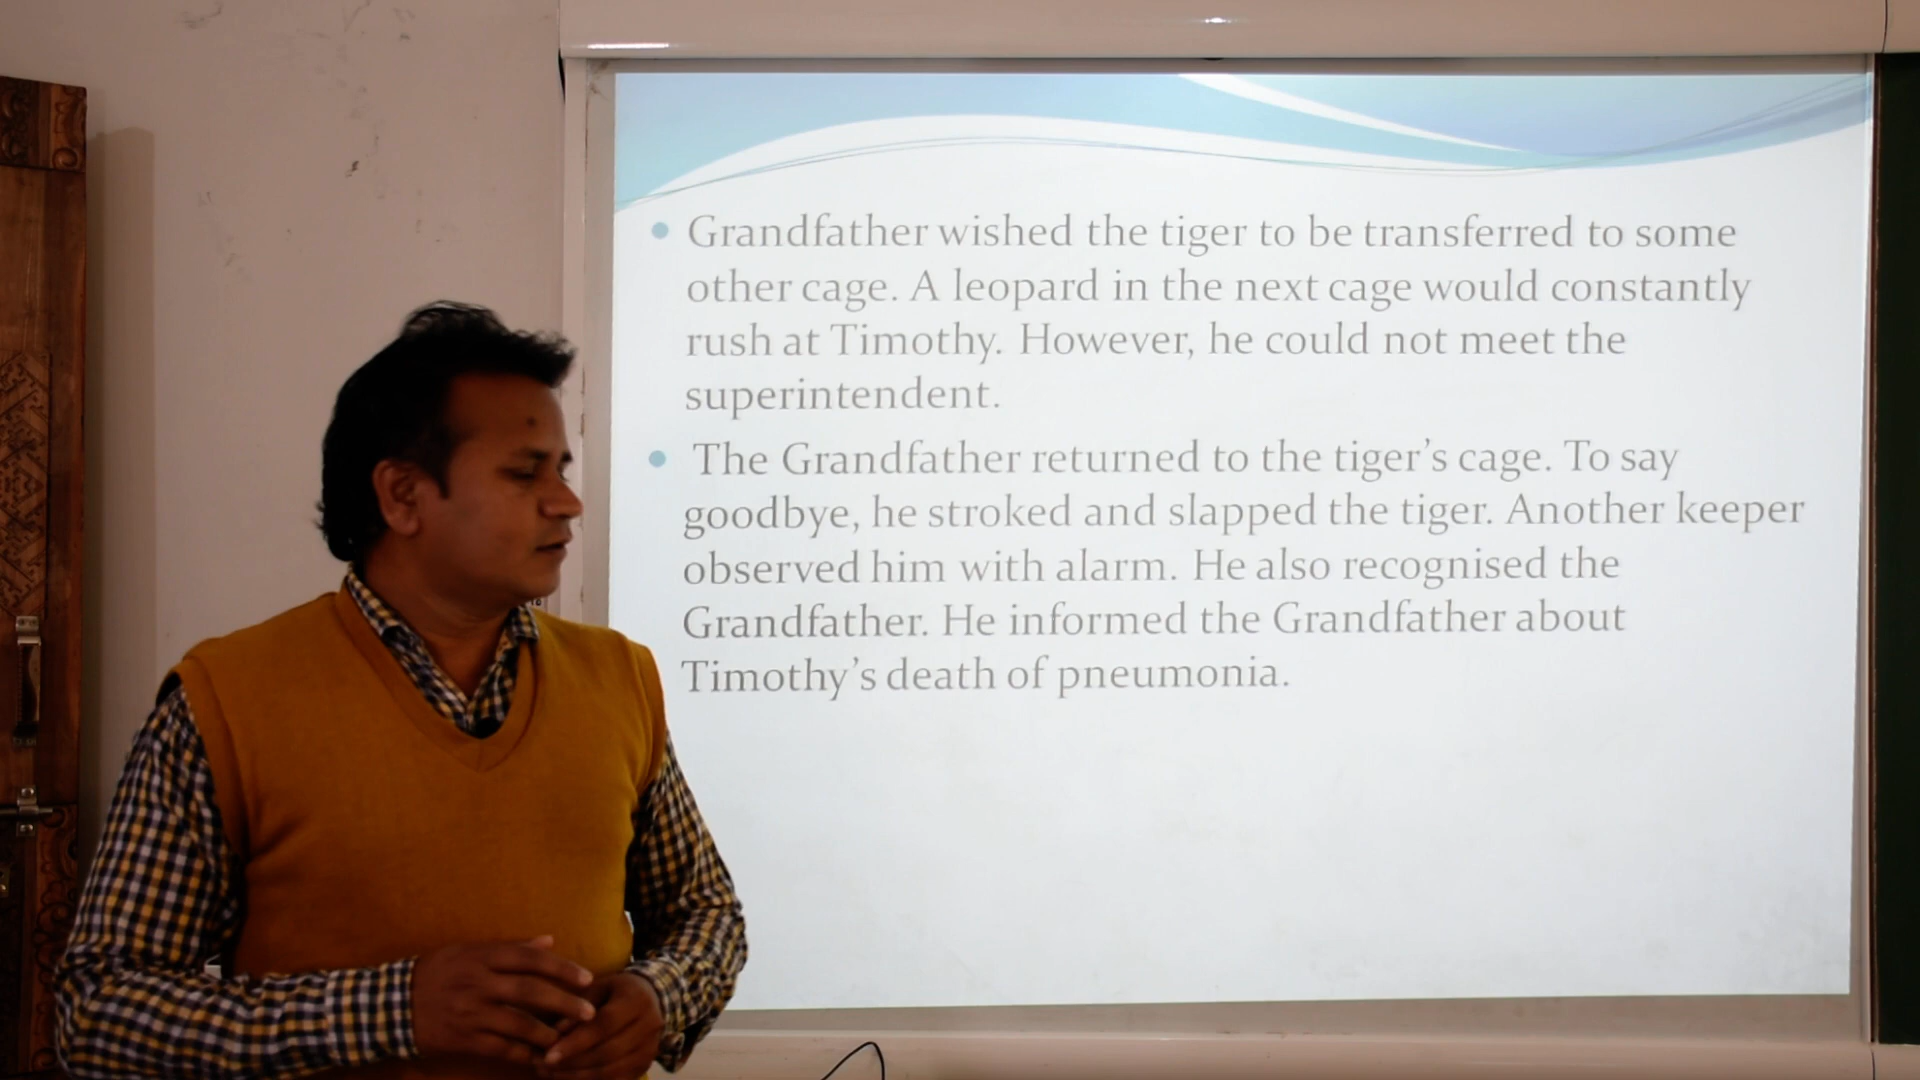 Grandfather wished the tiger to be transferred to some
other cage. A leopard in the next cage would constantly
rush at Timothy. However, he could not meet the
superintendent.
The Grandfather returned to the tiger's cage. To say
goodbye, he stroked and slapped the tiger. Another keeper
observed him with alarm. He also recognised the
Grandfather. He informed the Grandfather about
Timothy's death of pneumonia.